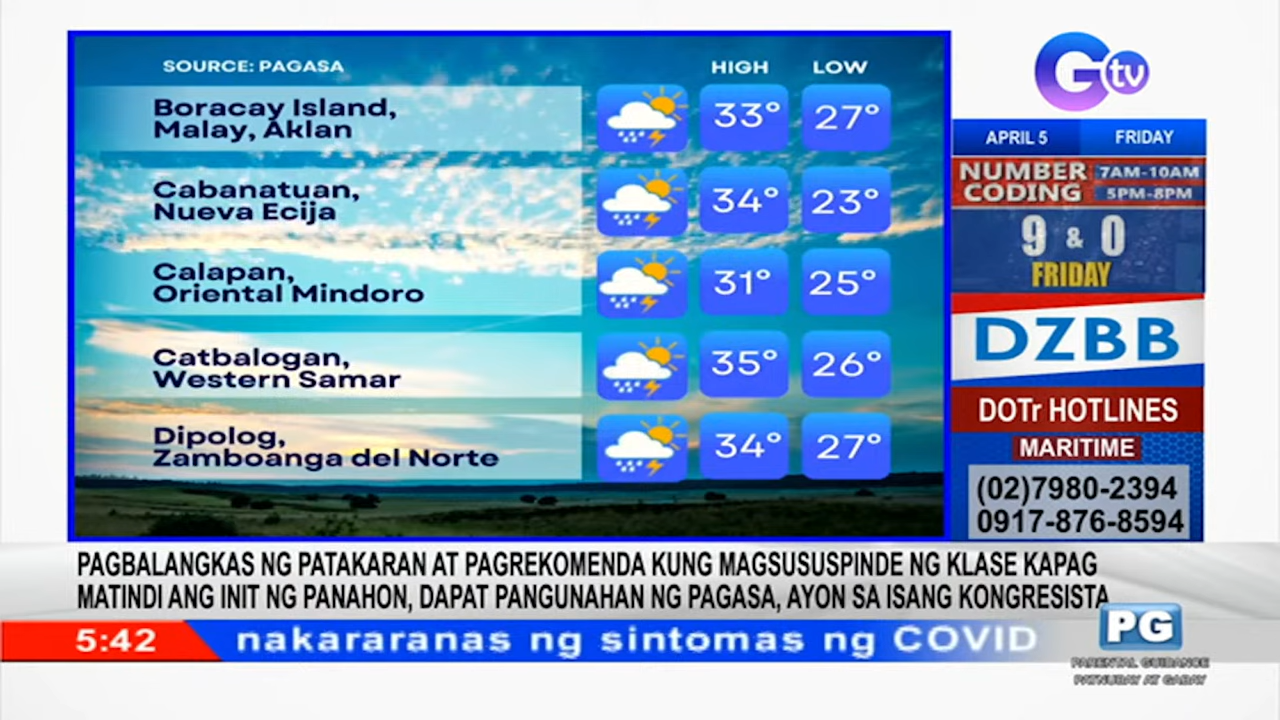 SOURCE: PAGASA
HIGH LOW
Boracay Island,
Malay, Aklan
33° 27°
Cabanatuan,
Nueva Ecija
34° 23°
Calapan,
Oriental Mindoro
31° 25°
Catbalogan,
Western Samar
35° 26°
Dipolog,
Zamboanga del Norte
34° 27°
Gtv
APRIL 5 FRIDAY
NUMBER CODING
7AM-10AM
5PM-8PM
9 & 0
FRIDAY
DZBB
DOTr HOTLINES
MARITIME
(02)7980-2394
0917-876-8594
PAGBALANGKAS NG PATAKARAN AT PAGREKOMENDA KUNG MAGSUSUSPINDE NG KLASE KAPAG
MATINDI ANG INIT NG PANAHON, DAPAT PANGUNAHAN NG PAGASA, AYON SA ISANG KONGRESISTA
5:42 nakararanas ng sintomas ng COVID
PG
PARENTAL GUIDANCE
PATNUBAY AT GABAY